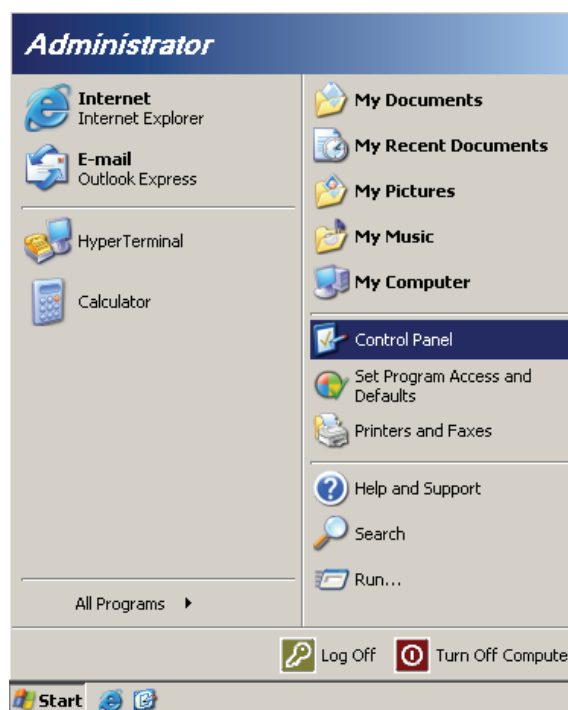 Administrator
Internet
Internet Explorer
E-mail
Outlook Express
HyperTerminal
Calculator
All Programs
My Documents
My Recent Documents
My Pictures
My Music
My Computer
Control Panel
Set Program Access and
Defaults
Printers and Faxes
Help and Support
Search
Run...
Log Off
Turn Off Compute
Start